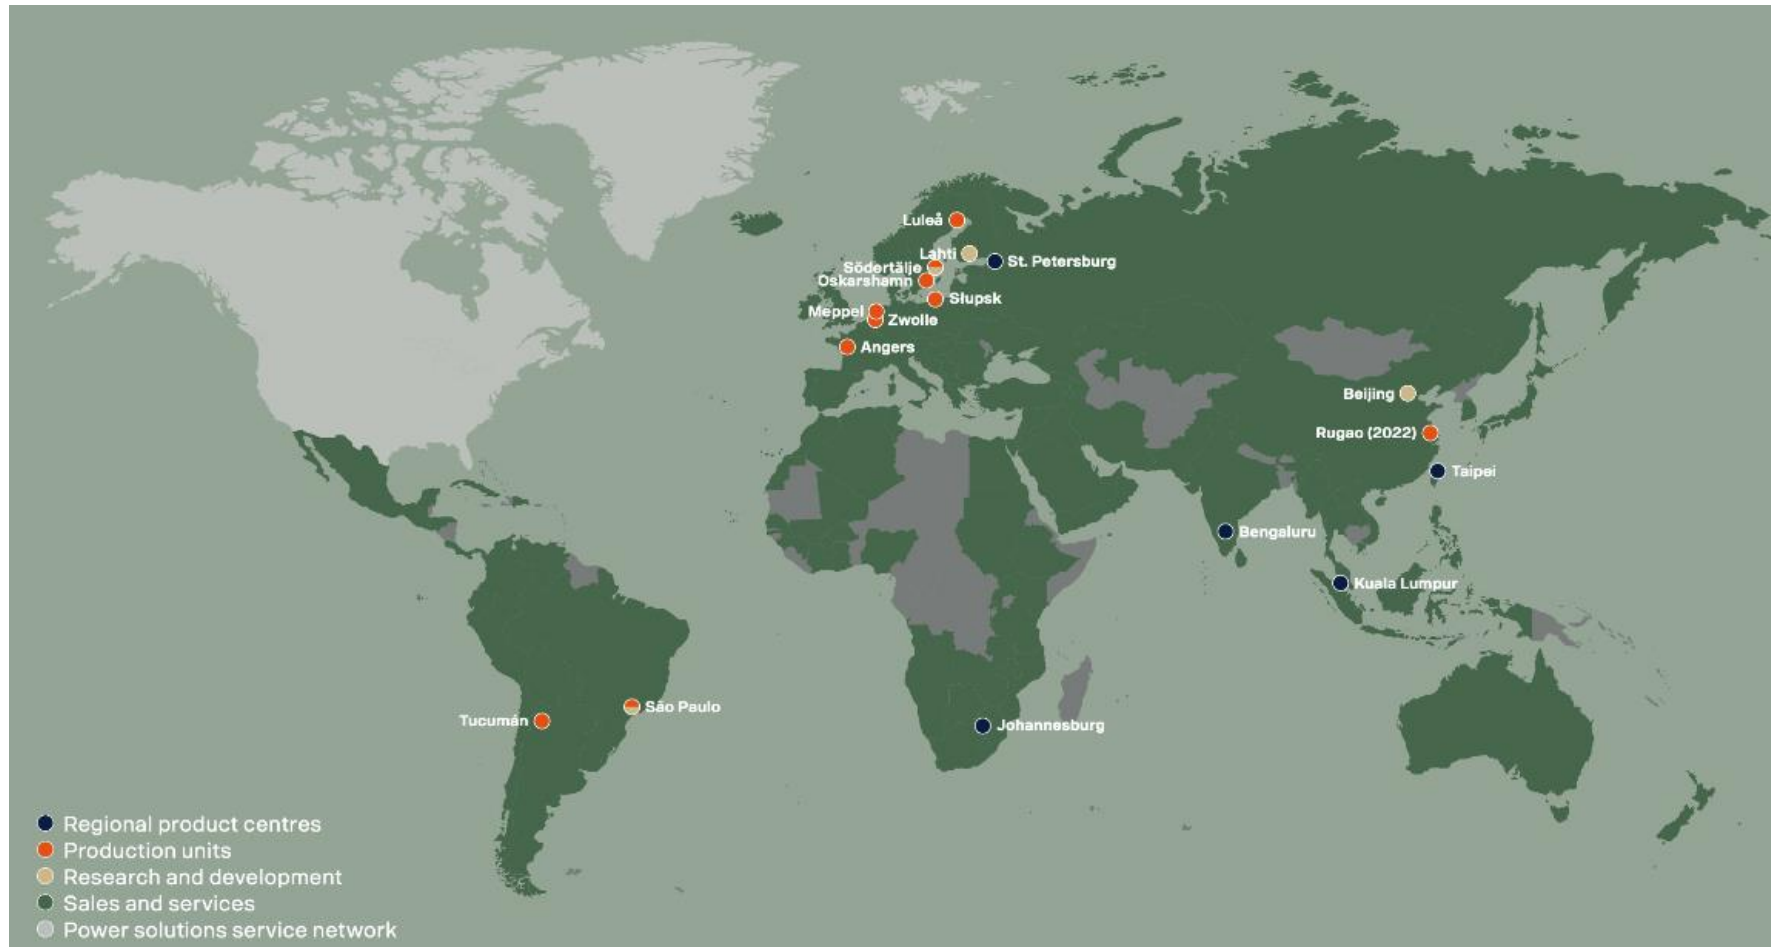 Luleå
Lahti
St. Petersburg
Södertälje
Oskarshamn
Słupsk
Meppel
Zwolle
Angers
Beijing
Rugao (2022)
Taipei
Bengaluru
Kuala Lumpur
São Paulo
Tucumán
Johannesburg
Regional product centres
Production units
Research and development
Sales and services
Power solutions service network